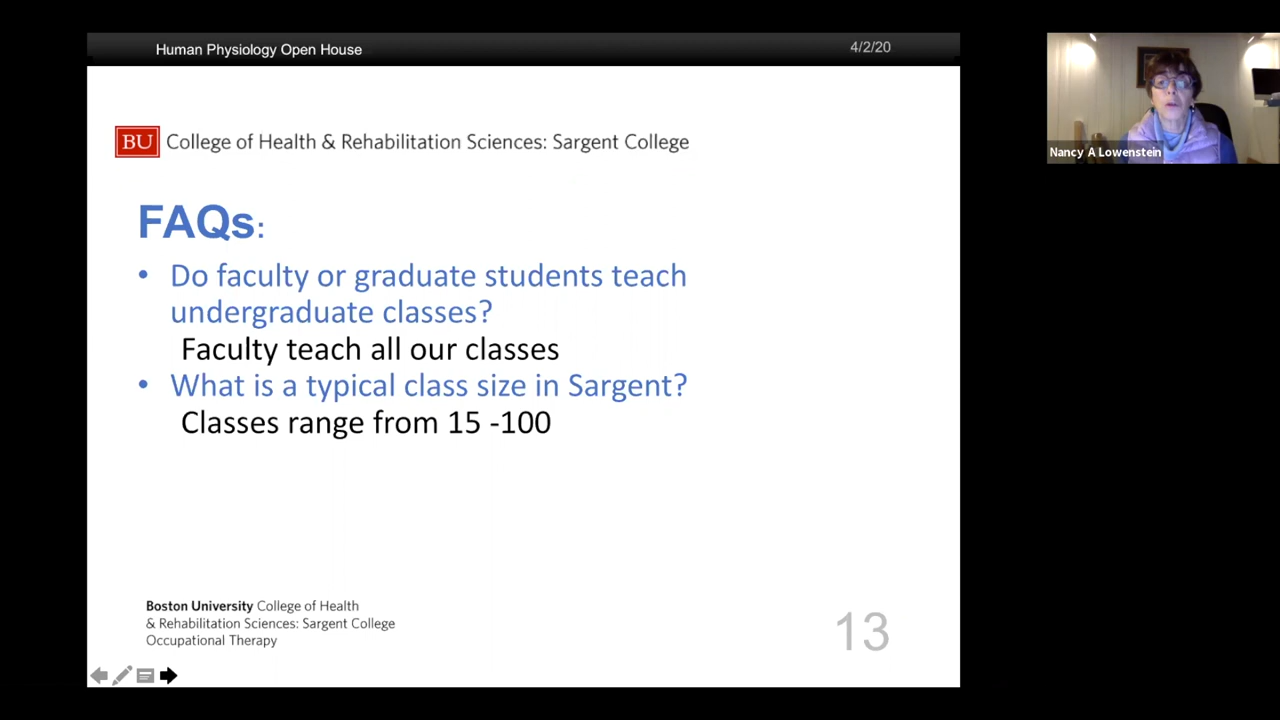 Human Physiology Open House
4/2/20
BU College of Health & Rehabilitation Sciences: Sargent College
Nancy A Lowenstein
FAQs:
• Do faculty or graduate students teach
undergraduate classes?
Faculty teach all our classes
• What is a typical class size in Sargent?
Classes range from 15 -100
Boston University College of Health
& Rehabilitation Sciences: Sargent College
Occupational Therapy
13